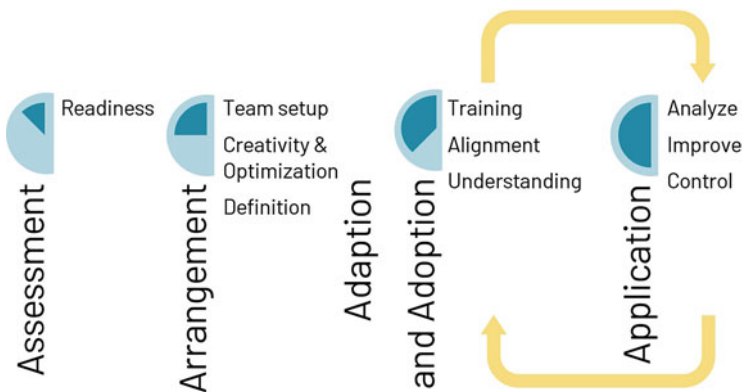 Assessment
Readiness
Arrangement
Team setup
Creativity &
Optimization
Definition
Adaption
and Adoption
Training
Alignment
Understanding
Application
Analyze
Improve
Control